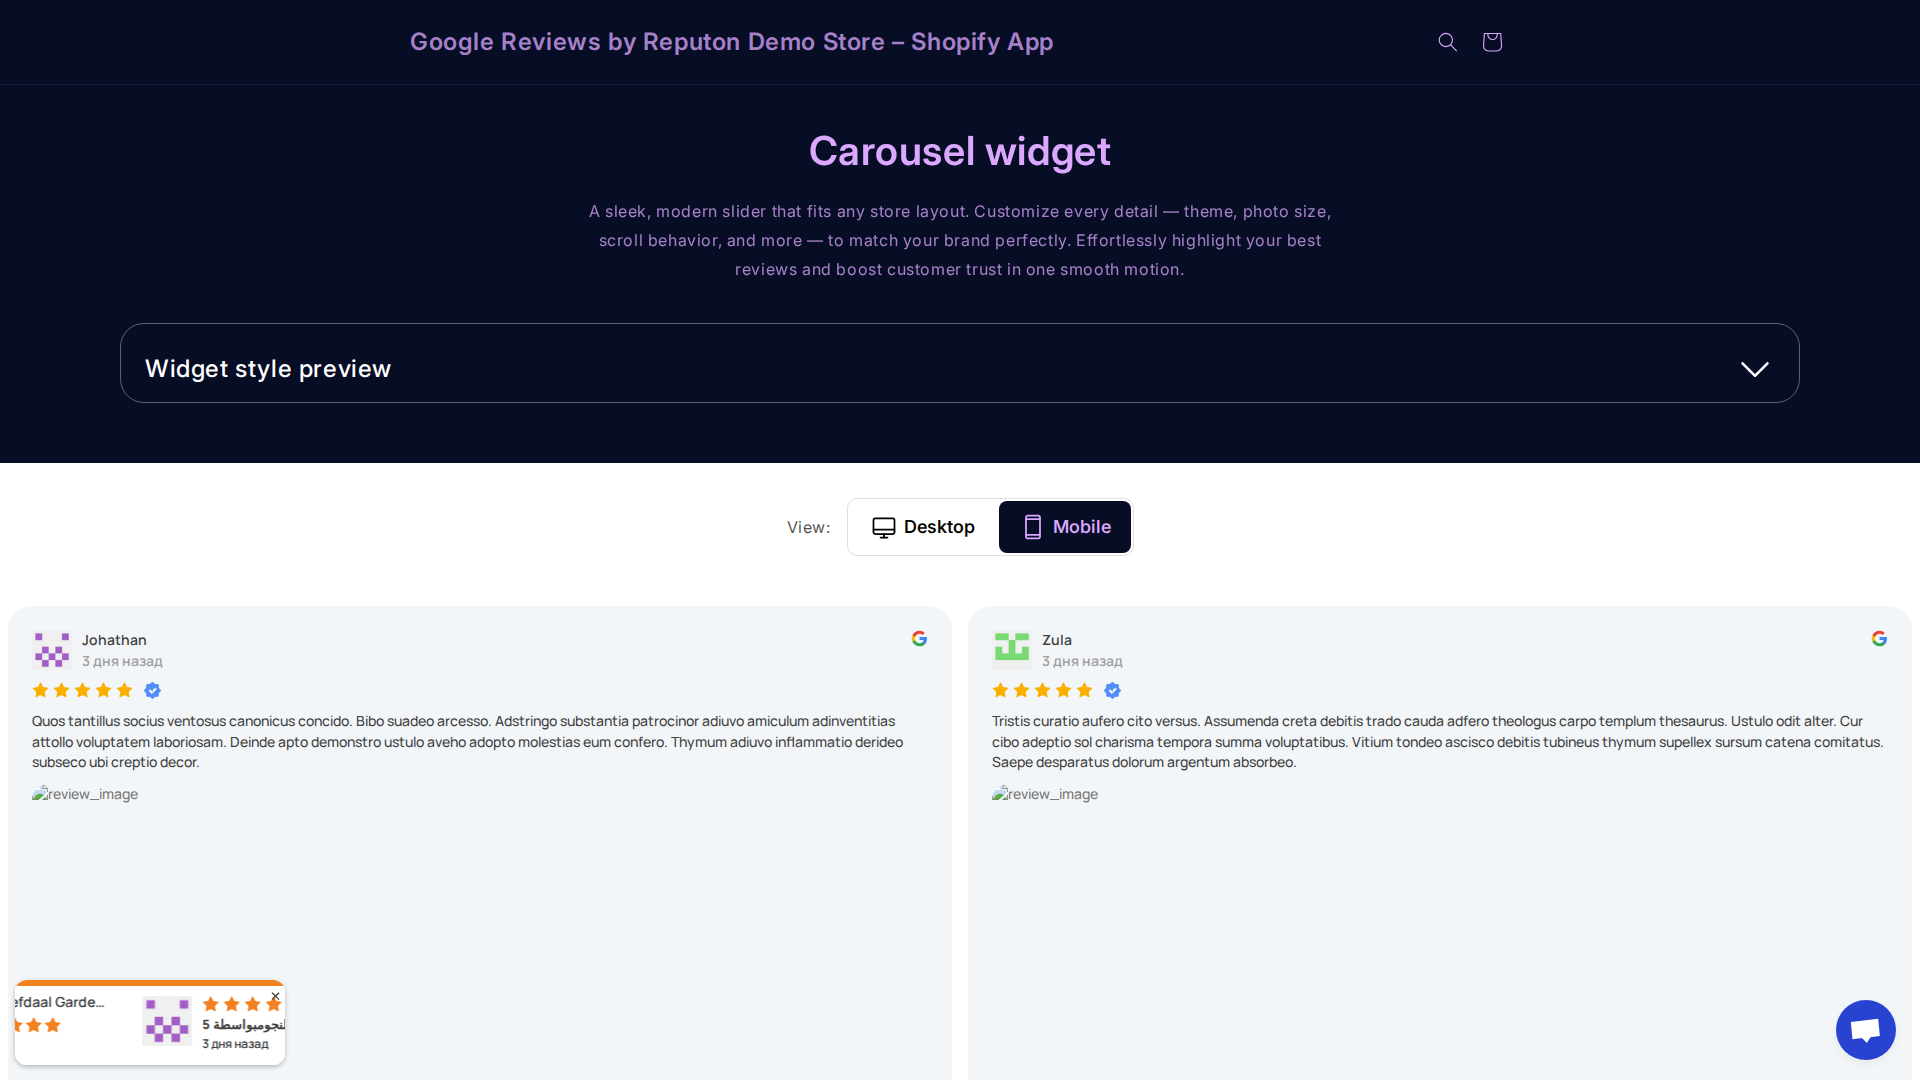 Google Reviews by Reputon Demo Store – Shopify App
Carousel widget
A sleek, modern slider that fits any store layout. Customize every detail — theme, photo size,
scroll behavior, and more — to match your brand perfectly. Effortlessly highlight your best
reviews and boost customer trust in one smooth motion.
Widget style preview
View:
Desktop
Mobile
Johathan
3 дня назад
Quos tantillus socius ventosus canonicus concido. Bibo suadeo arcesso. Adstringo substantia patrocinor adiuvo amiculum adinventitias
attollo voluptatem laboriosam. Deinde apto demonstro ustulo aveho adopto molestias eum confero. Thymum adiuvo inflammatio derideo
subseco ubi creptio decor.
review_image
Zula
3 дня назад
Tristis curatio aufero cito versus. Assumenda creta debitis trado cauda adfero theologus carpo templum thesaurus. Ustulo odit alter. Cur
cibo adeptio sol charisma tempora summa voluptatibus. Vitium tondeo ascisco debitis tubineus thymum supellex sursum catena comitatus.
Saepe desparatus dolorum argentum absorbeo.
review_image
efdaal Garde...
5 النجومبواسطة
3 дня назад